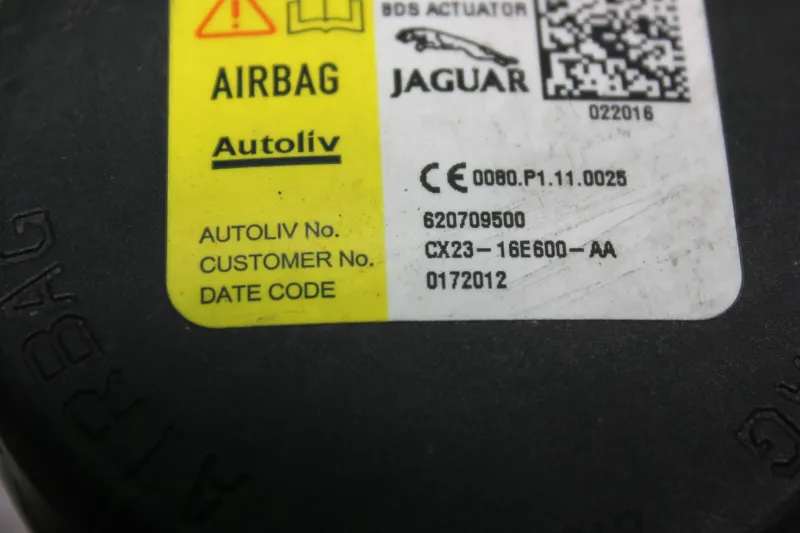 BDS ACTUATOR
AIRBAG
JAGUAR
022016
Autoliv
CE 0080.P1.11.0025
AUTOLIV No. 620709500
CUSTOMER No. CX23-16E600-AA
DATE CODE 0172012
AIRBAG